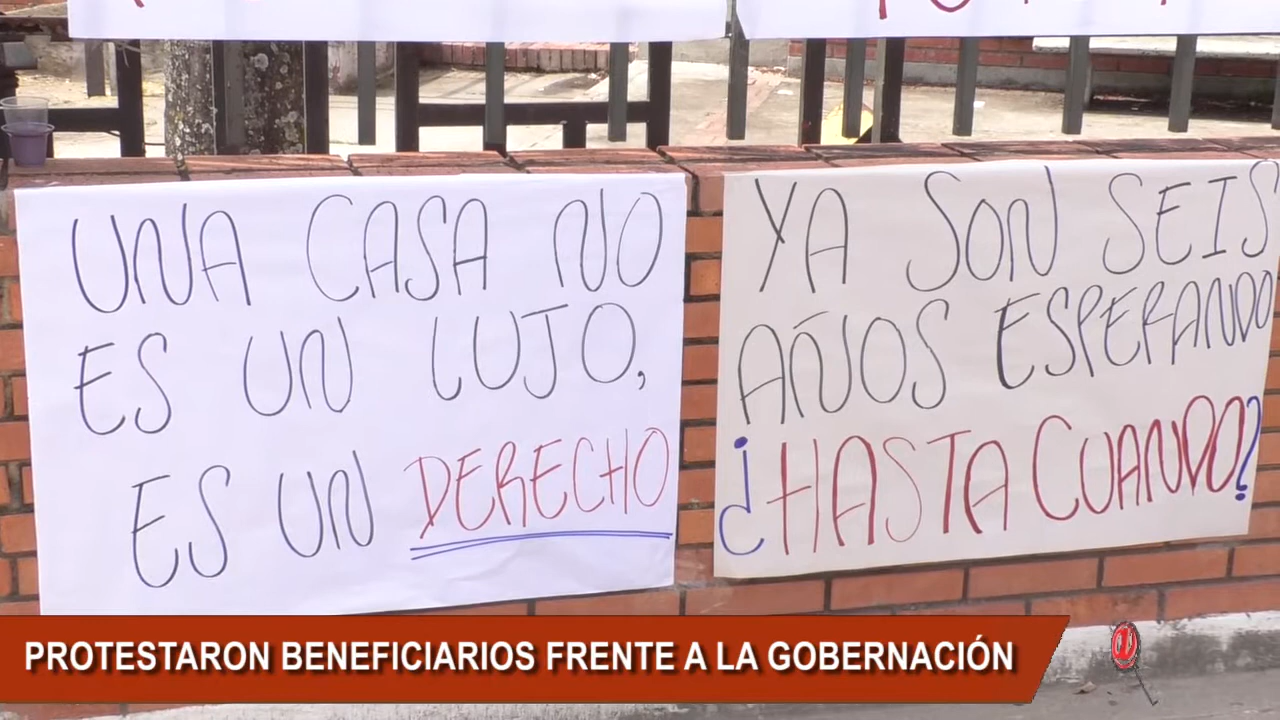 UNA CASA NO
ES UN LUJO,
ES UN DERECHO
YA SON SEIS
AÑOS ESPERANDO
¿HASTA CUANDO?
PROTESTARON BENEFICIARIOS FRENTE A LA GOBERNACIÓN